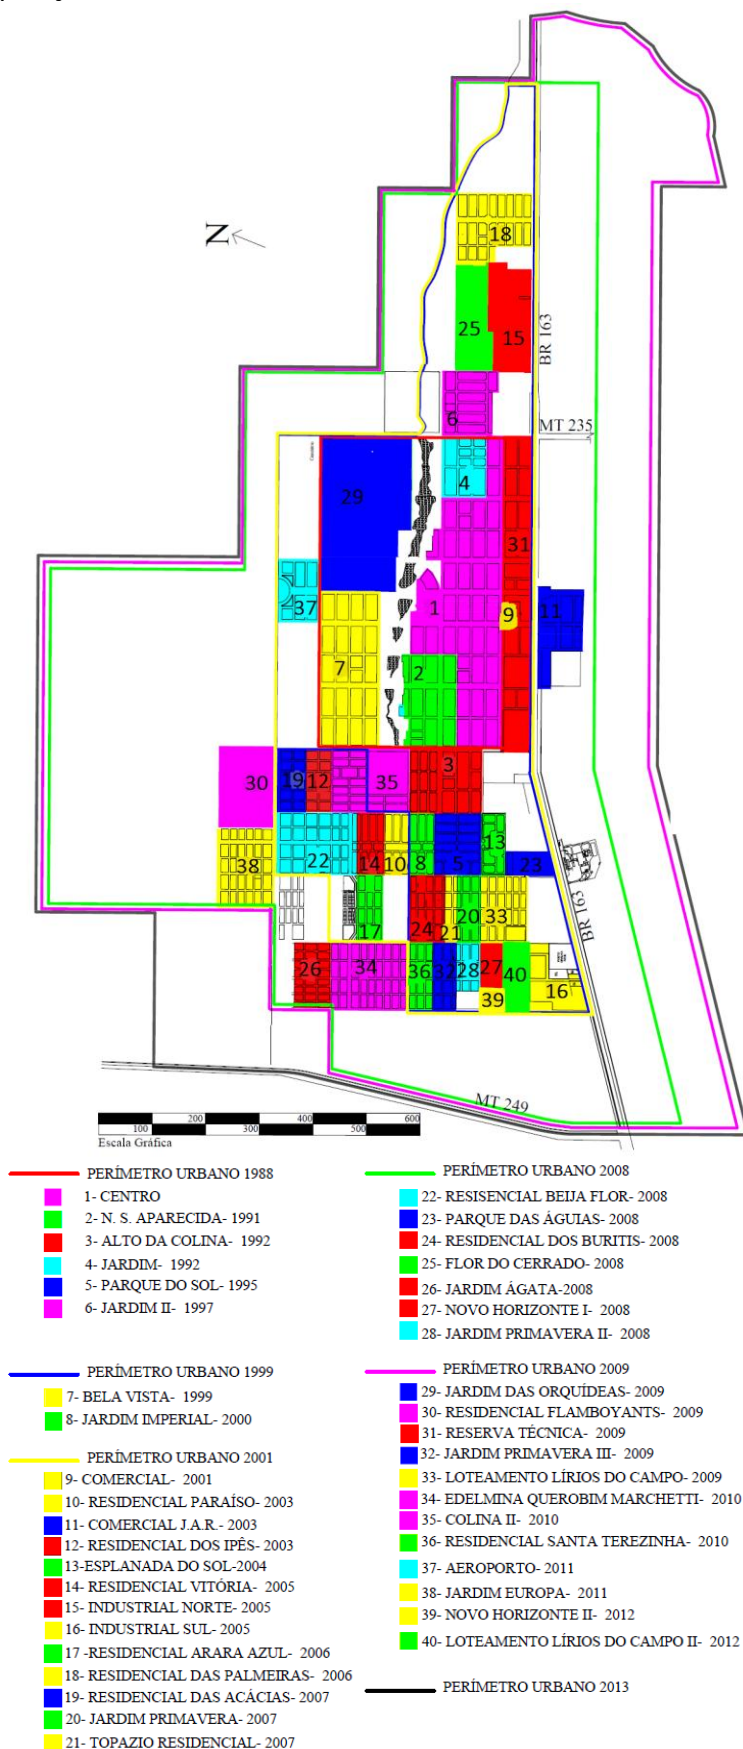 N
18
25
15
BR 163
6
MT 235
4
29
31
37
1
9
11
7
2
30
19
12
35
3
38
22
14
10
8
5
13
23
17
24
21
20
33
BR 163
26
34
36
32
28
27
40
39
16
MT 249
200 400 600
100 300 500
Escala Gráfica
PERÍMETRO URBANO 1988
1- CENTRO
2- N. S. APARECIDA- 1991
3- ALTO DA COLINA- 1992
4- JARDIM- 1992
5- PARQUE DO SOL- 1995
6- JARDIM II- 1997
PERÍMETRO URBANO 1999
7- BELA VISTA- 1999
8- JARDIM IMPERIAL- 2000
PERÍMETRO URBANO 2001
9- COMERCIAL- 2001
10- RESIDENCIAL PARAÍSO- 2003
11- COMERCIAL J.A.R.- 2003
12- RESIDENCIAL DOS IPÊS- 2003
13-ESPLANADA DO SOL-2004
14- RESIDENCIAL VITÓRIA- 2005
15- INDUSTRIAL NORTE- 2005
16- INDUSTRIAL SUL- 2005
17 -RESIDENCIAL ARARA AZUL- 2006
18- RESIDENCIAL DAS PALMEIRAS- 2006
19- RESIDENCIAL DAS ACÁCIAS- 2007
20- JARDIM PRIMAVERA- 2007
21- TOPAZIO RESIDENCIAL- 2007
PERÍMETRO URBANO 2008
22- RESISENCIAL BEIJA FLOR- 2008
23- PARQUE DAS ÁGUIAS- 2008
24- RESIDENCIAL DOS BURITIS- 2008
25- FLOR DO CERRADO- 2008
26- JARDIM ÁGATA-2008
27- NOVO HORIZONTE I- 2008
28- JARDIM PRIMAVERA II- 2008
PERÍMETRO URBANO 2009
29- JARDIM DAS ORQUÍDEAS- 2009
30- RESIDENCIAL FLAMBOYANTS- 2009
31- RESERVA TÉCNICA- 2009
32- JARDIM PRIMAVERA III- 2009
33- LOTEAMENTO LÍRIOS DO CAMPO- 2009
34- EDELMINA QUEROBIM MARCHETTI- 2010
35- COLINA II- 2010
36- RESIDENCIAL SANTA TEREZINHA- 2010
37- AEROPORTO- 2011
38- JARDIM EUROPA- 2011
39- NOVO HORIZONTE II- 2012
40- LOTEAMENTO LÍRIOS DO CAMPO II- 2012
PERÍMETRO URBANO 2013